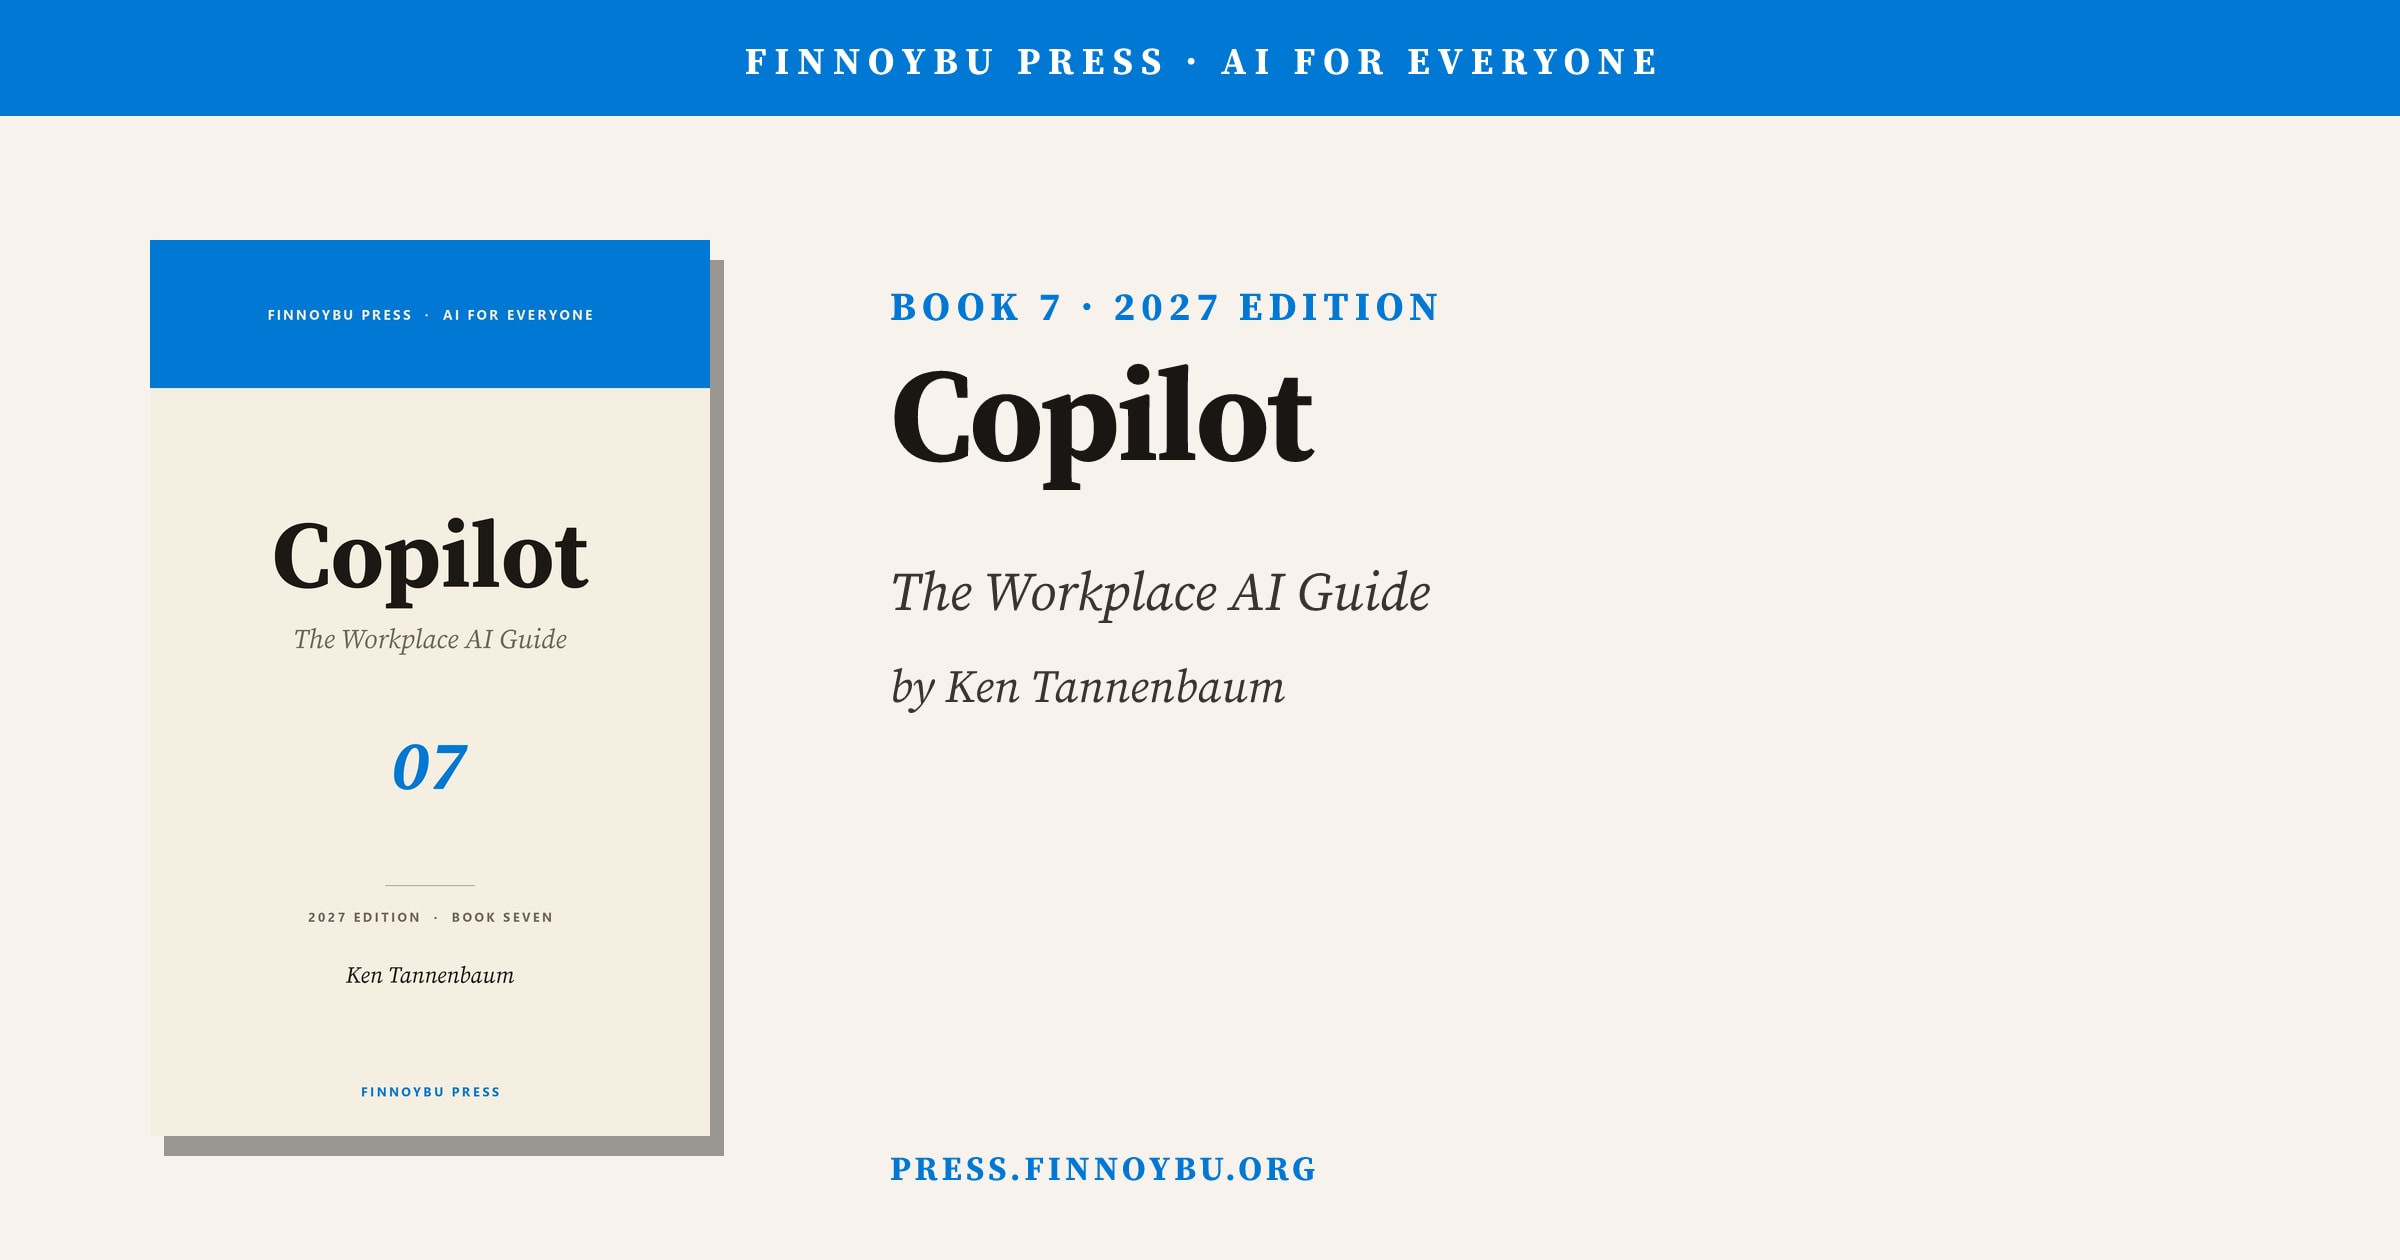 FINNOYBU PRESS · AI FOR EVERYONE
FINNOYBU PRESS · AI FOR EVERYONE
Copilot
The Workplace AI Guide
07
2027 EDITION · BOOK SEVEN
Ken Tannenbaum
FINNOYBU PRESS
BOOK 7 · 2027 EDITION
Copilot
The Workplace AI Guide
by Ken Tannenbaum
PRESS.FINNOYBU.ORG